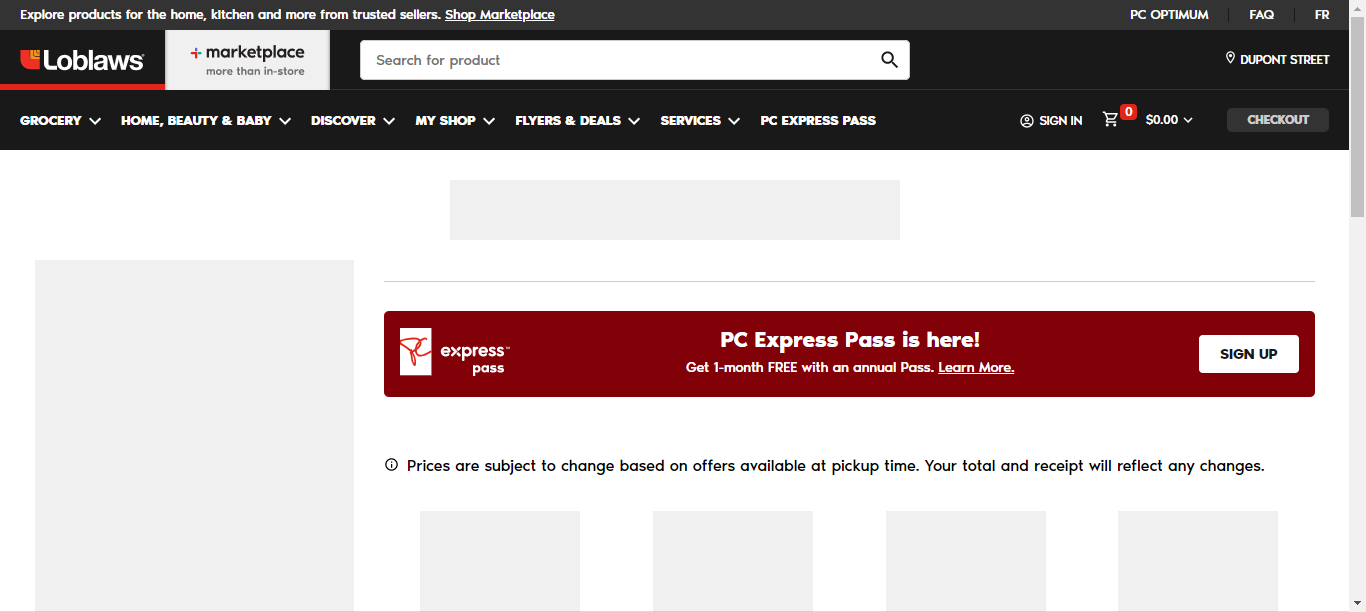 Explore products for the home, kitchen and more from trusted sellers. Shop Marketplace
PC OPTIMUM
FAQ
FR
Loblaws
marketplace
more than in-store
Search for product
DUPONT STREET
GROCERY
HOME, BEAUTY & BABY
DISCOVER
MY SHOP
FLYERS & DEALS
SERVICES
PC EXPRESS PASS
SIGN IN
0
$0.00
CHECKOUT
PC
express™
pass
PC Express Pass is here!
Get 1-month FREE with an annual Pass. Learn More.
SIGN UP
Prices are subject to change based on offers available at pickup time. Your total and receipt will reflect any changes.